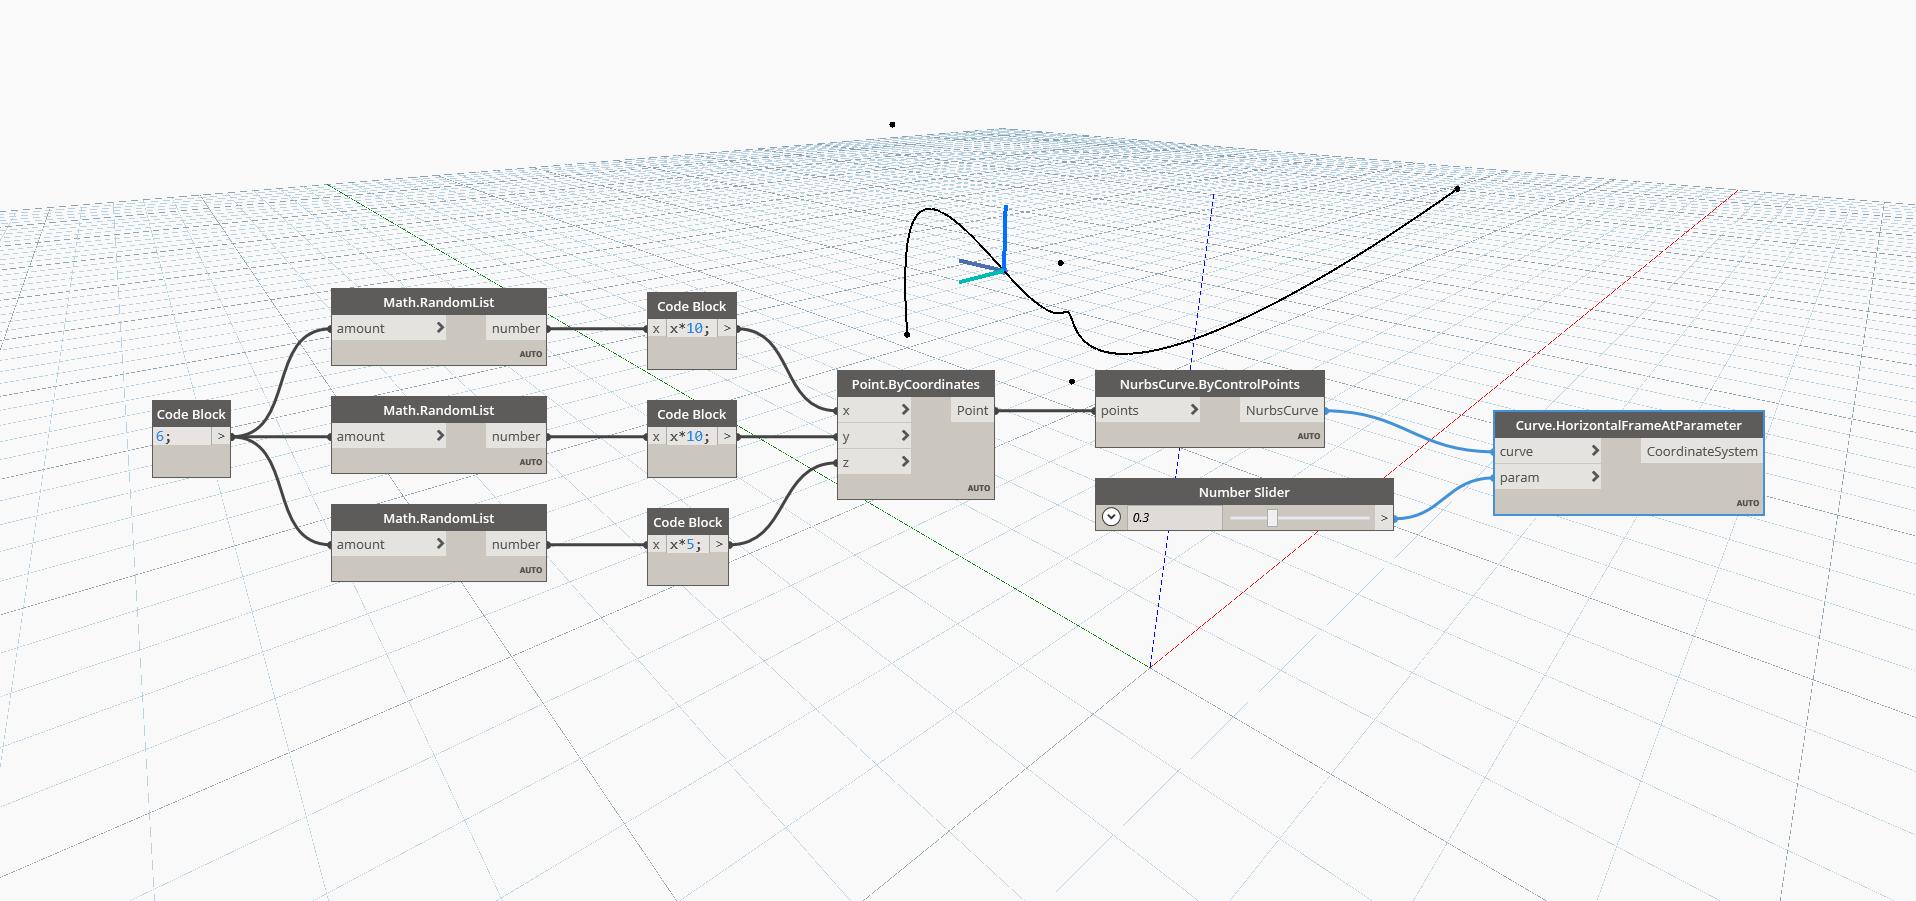 Code Block
6; >
Math.RandomList
amount > number
AUTO
Math.RandomList
amount > number
AUTO
Math.RandomList
amount > number
AUTO
Code Block
x x*10; >
Code Block
x x*10; >
Code Block
x x*5; >
Point.ByCoordinates
x > Point
y >
z >
AUTO
NurbsCurve.ByControlPoints
points > NurbsCurve
AUTO
Number Slider
0.3 >
Curve.HorizontalFrameAtParameter
curve > CoordinateSystem
param >
AUTO